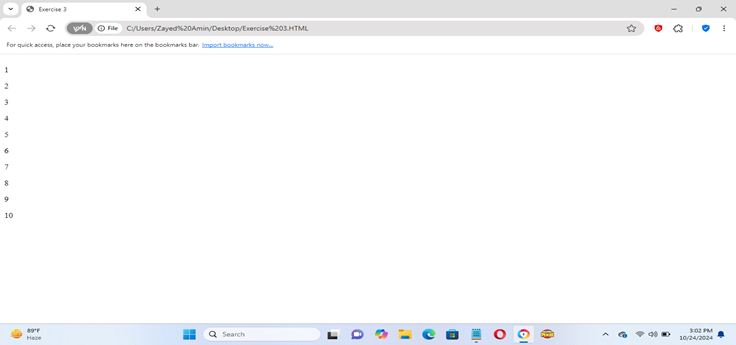 Exercise 3
VPN File C:/Users/Zayed%20Amin/Desktop/Exercise%203.HTML
For quick access, place your bookmarks here on the bookmarks bar. Import bookmarks now...
1
2
3
4
5
6
7
8
9
10
89°F
Haze
Search
3:02 PM
10/24/2024